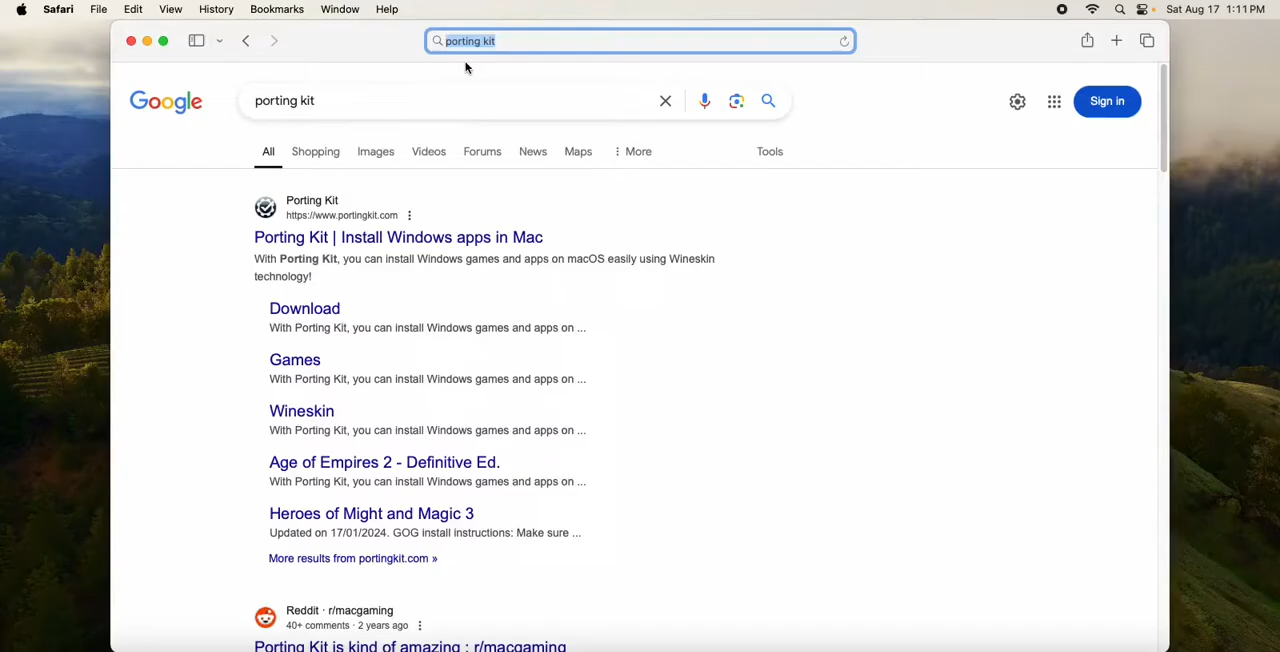 Safari File Edit View History Bookmarks Window Help Sat Aug 17 1:11 PM
porting kit
Google porting kit Sign in
All Shopping Images Videos Forums News Maps More Tools
Porting Kit
https://www.portingkit.com
Porting Kit | Install Windows apps in Mac
With Porting Kit, you can install Windows games and apps on macOS easily using Wineskin
technology!
Download
With Porting Kit, you can install Windows games and apps on ...
Games
With Porting Kit, you can install Windows games and apps on ...
Wineskin
With Porting Kit, you can install Windows games and apps on ...
Age of Empires 2 - Definitive Ed.
With Porting Kit, you can install Windows games and apps on ...
Heroes of Might and Magic 3
Updated on 17/01/2024. GOG install instructions: Make sure ...
More results from portingkit.com »
Reddit · r/macgaming
40+ comments · 2 years ago
Porting Kit is kind of amazing : r/macgaming